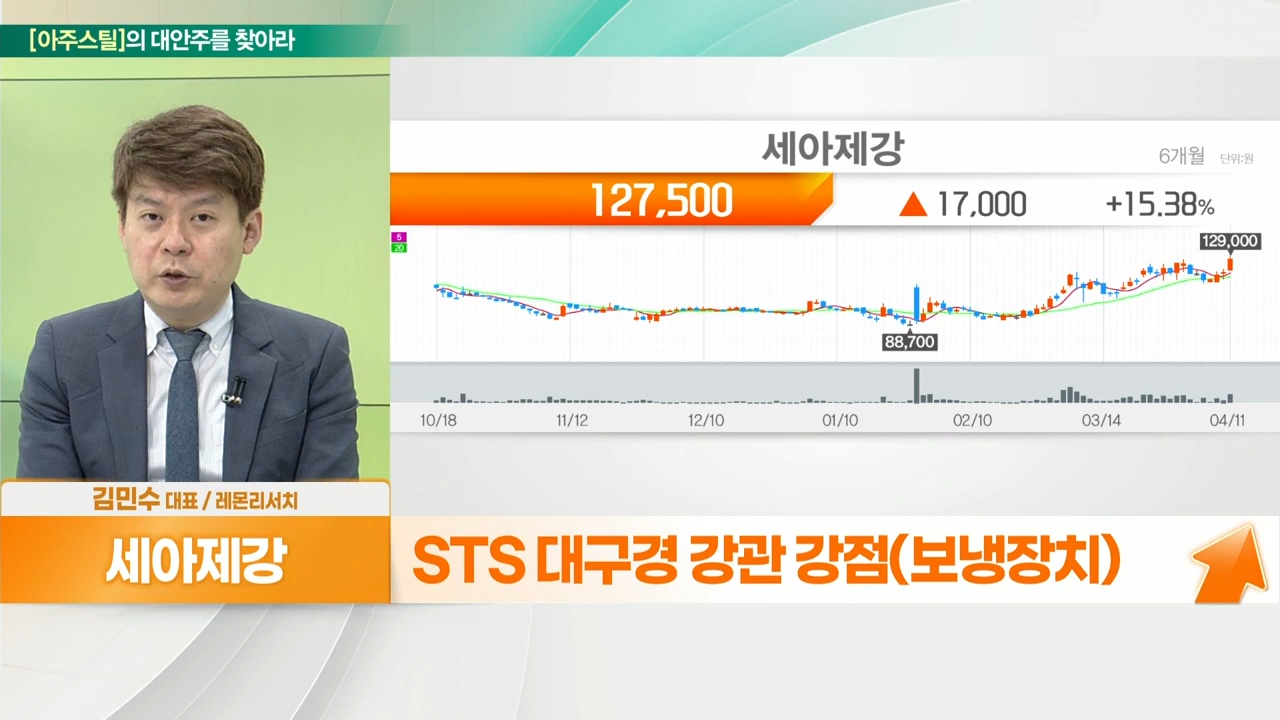 [아주스틸]의 대안주를 찾아라
세아제강
6개월 단위:원
127,500 ▲ 17,000 +15.38%
5
20
129,000
88,700
10/18 11/12 12/10 01/10 02/10 03/14 04/11
김민수 대표 / 레몬리서치
세아제강
STS 대구경 강관 강점(보냉장치)